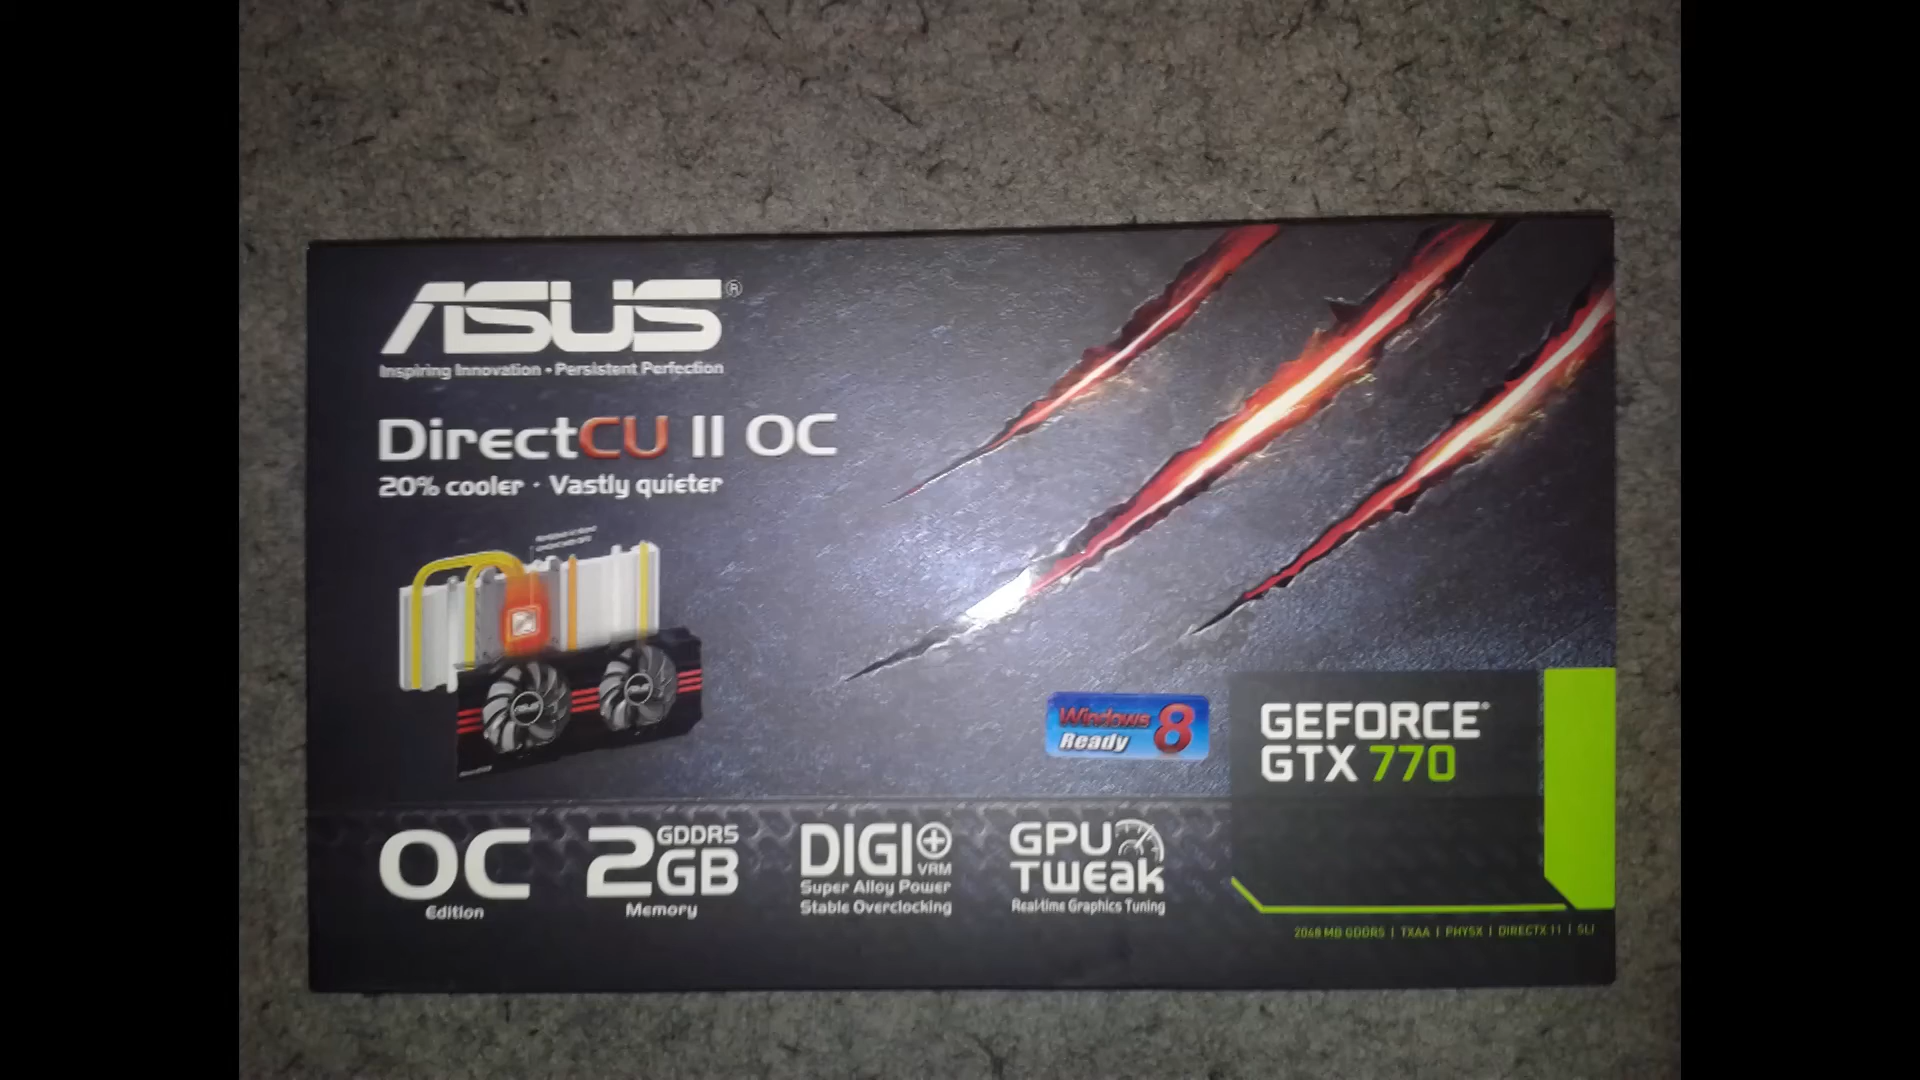 ASUS®
Inspiring Innovation • Persistent Perfection
DirectCU II OC
20% cooler · Vastly quieter
ASUS
ASUS
Windows 8
Ready
GEFORCE®
GTX 770
OC
Edition
2GB GDDR5
Memory
DIGI+
VRM
Super Alloy Power
Stable Overclocking
GPU
Tweak
Real-time Graphics Tuning
2048 MB GDDR5 | TXAA | PHYSX | DIRECTX 11 | SLI